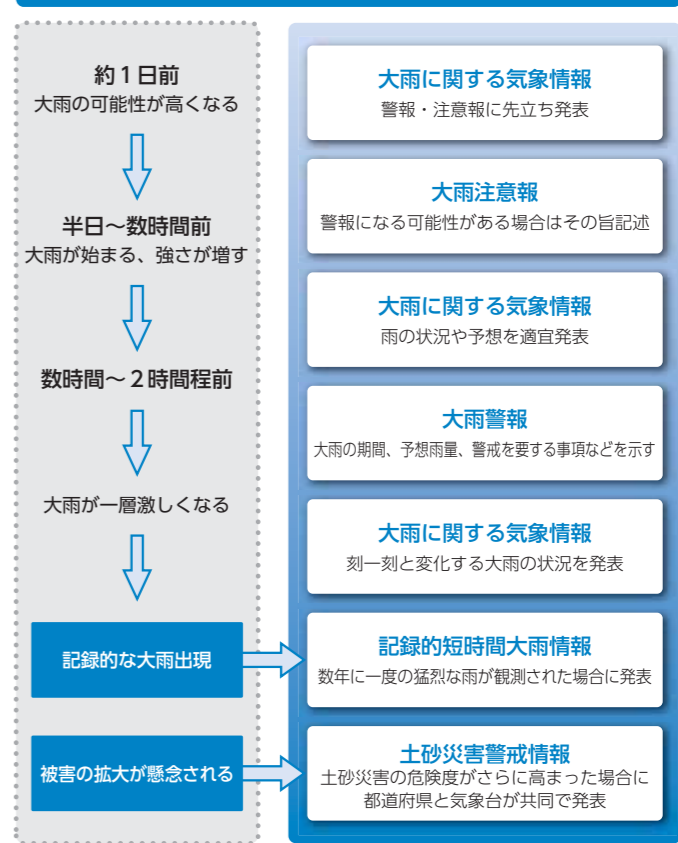 約1日前
大雨の可能性が高くなる
半日～数時間前
大雨が始まる、強さが増す
数時間～2時間程前
大雨が一層激しくなる
記録的な大雨出現
被害の拡大が懸念される
大雨に関する気象情報
警報・注意報に先立ち発表
大雨注意報
警報になる可能性がある場合はその旨記述
大雨に関する気象情報
雨の状況や予想を適宜発表
大雨警報
大雨の期間、予想雨量、警戒を要する事項などを示す
大雨に関する気象情報
刻一刻と変化する大雨の状況を発表
記録的短時間大雨情報
数年に一度の猛烈な雨が観測された場合に発表
土砂災害警戒情報
土砂災害の危険度がさらに高まった場合に
都道府県と気象台が共同で発表